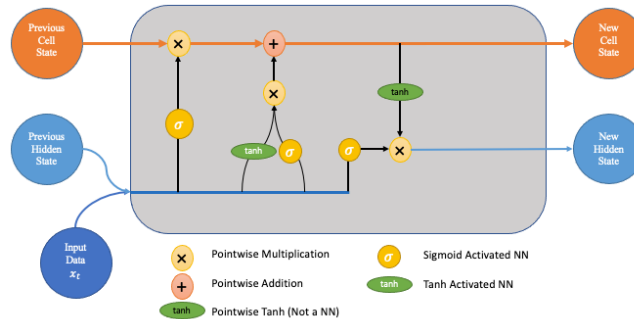 Previous
Cell
State
×
+
New
Cell
State
×
tanh
σ
Previous
Hidden
State
tanh
σ
σ
×
New
Hidden
State
Input
Data
xₜ
× Pointwise Multiplication
σ Sigmoid Activated NN
+ Pointwise Addition
tanh Tanh Activated NN
tanh Pointwise Tanh (Not a NN)